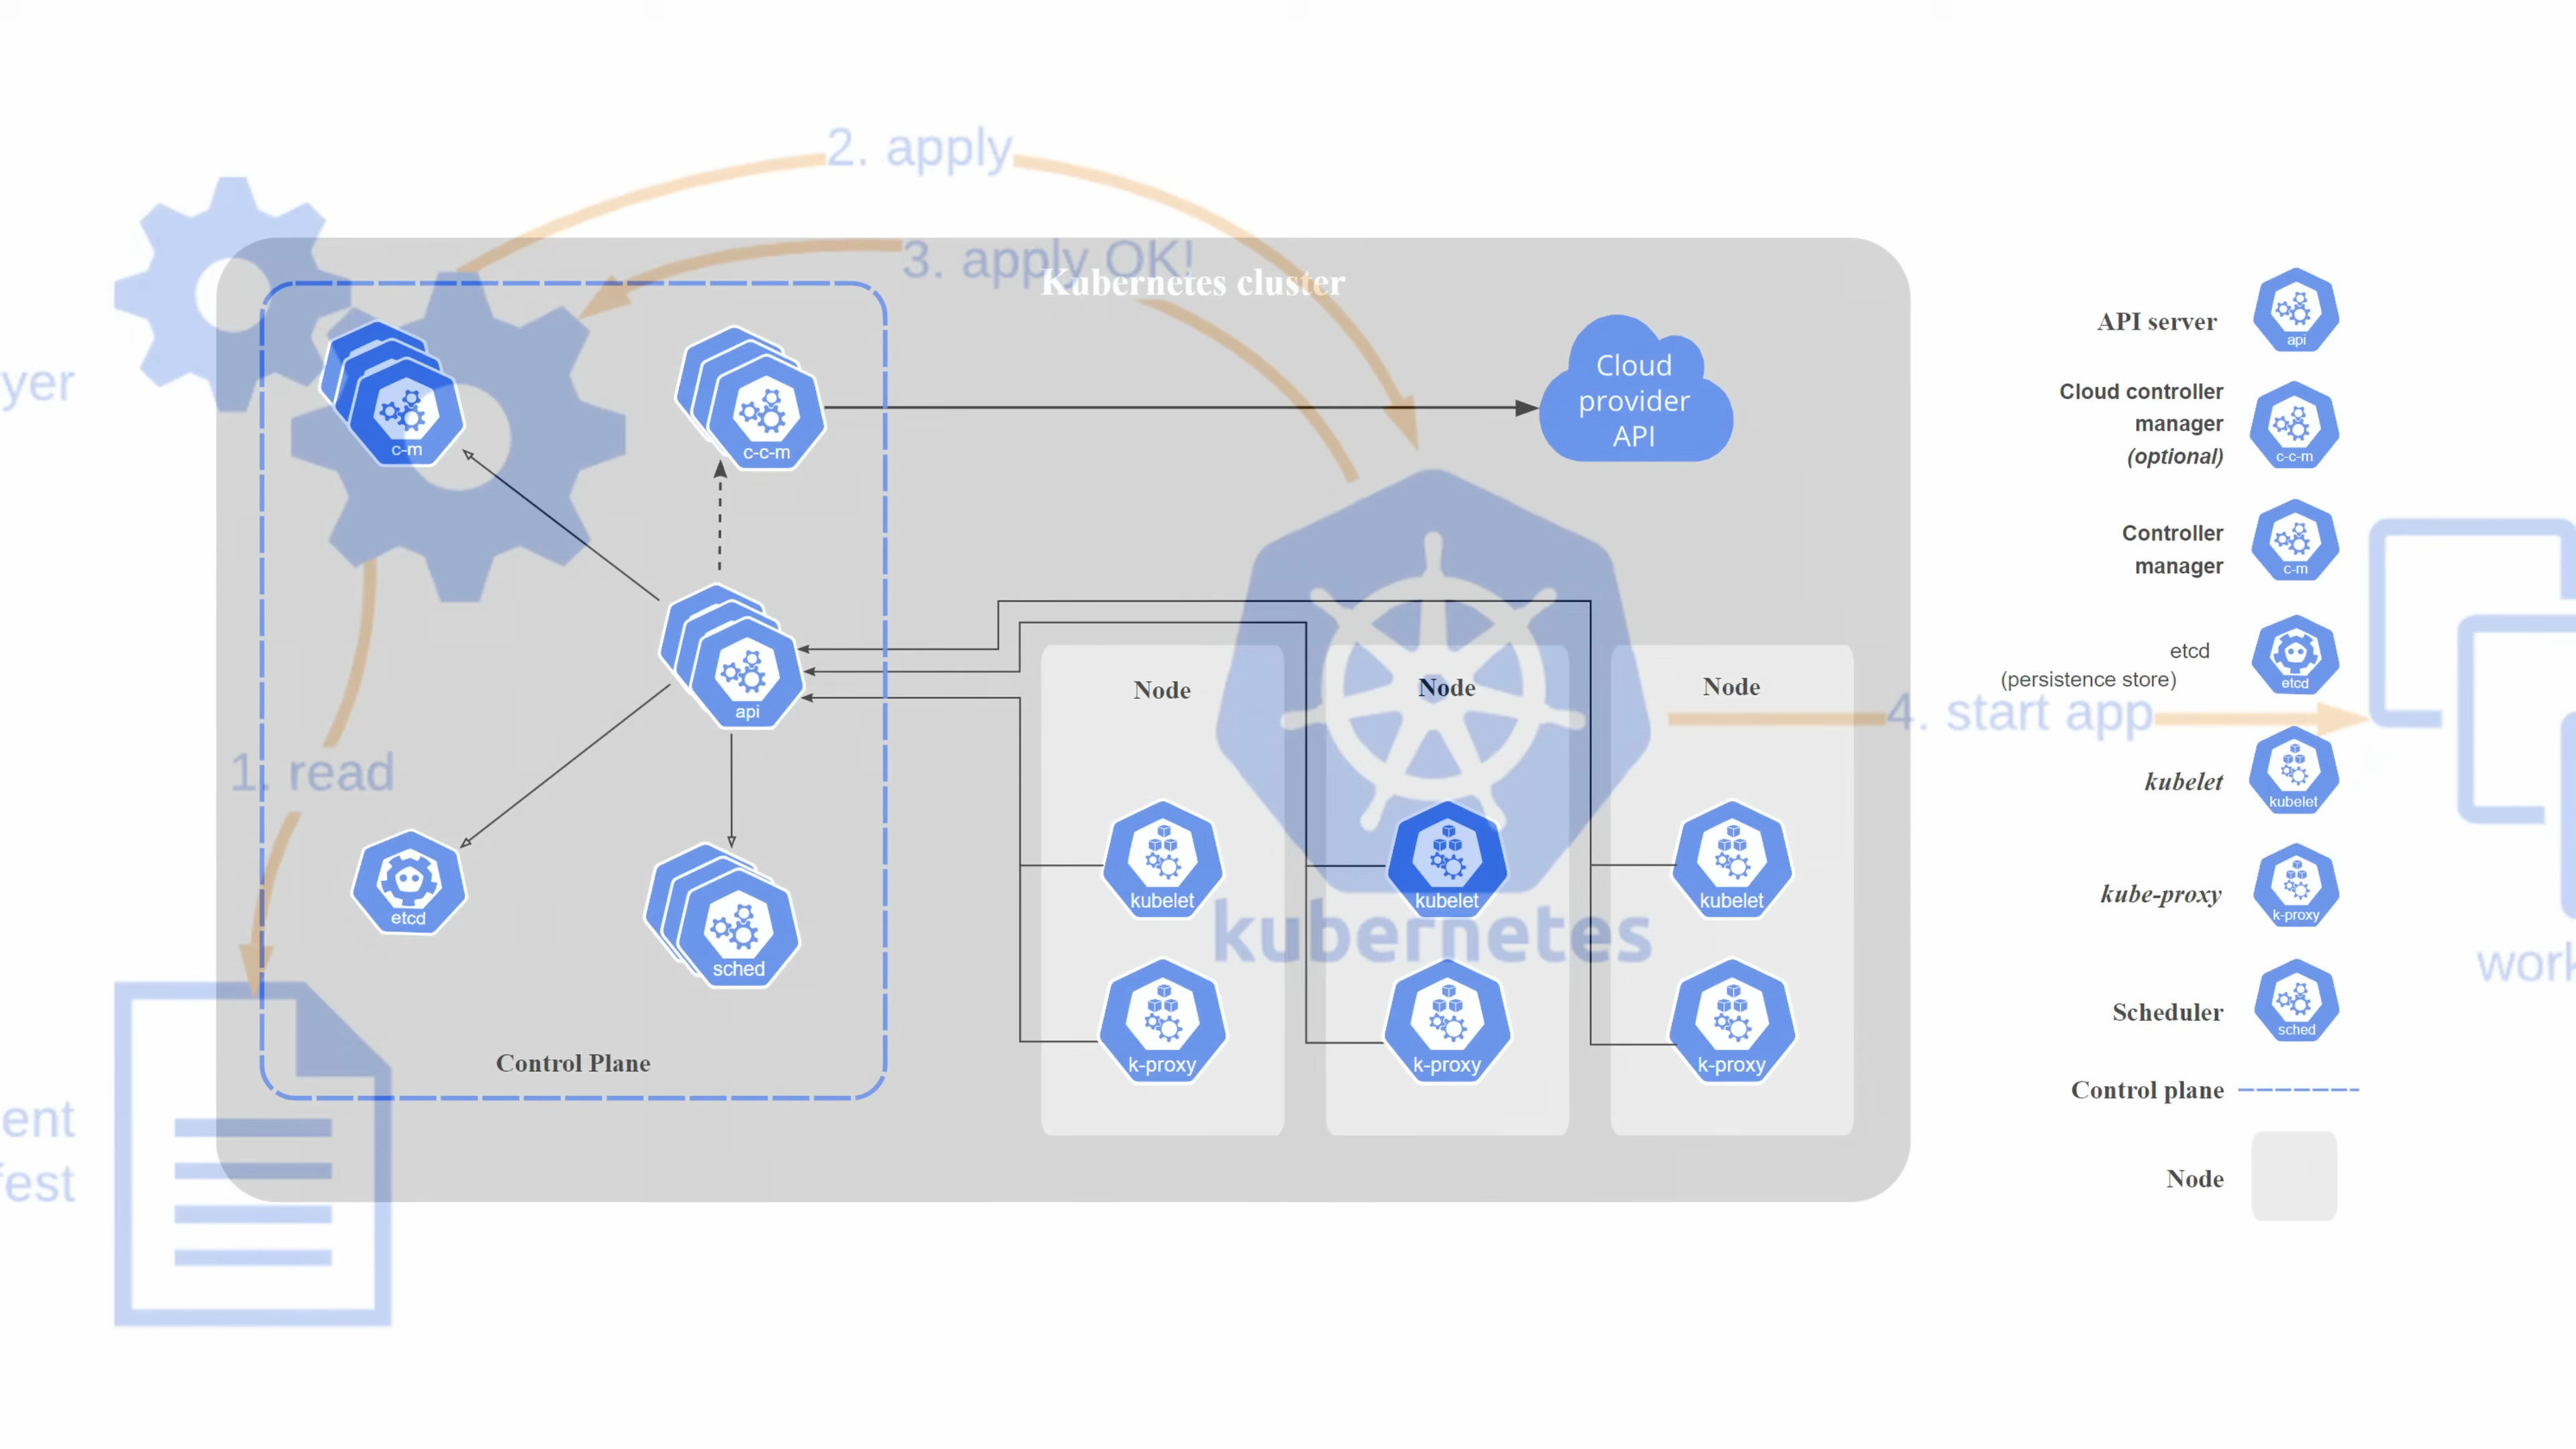 2. apply
3. apply OK!
Kubernetes cluster
yer
c-m
c-c-m
Cloud
provider
API
api
1. read
etcd
sched
Control Plane
Node
Node
Node
kubelet
kubelet
kubelet
kubernetes
k-proxy
k-proxy
k-proxy
4. start app
ent
fest
API server
api
Cloud controller
manager
(optional)
c-c-m
Controller
manager
c-m
etcd
(persistence store)
etcd
kubelet
kubelet
kube-proxy
k-proxy
Scheduler
sched
Control plane
Node
work